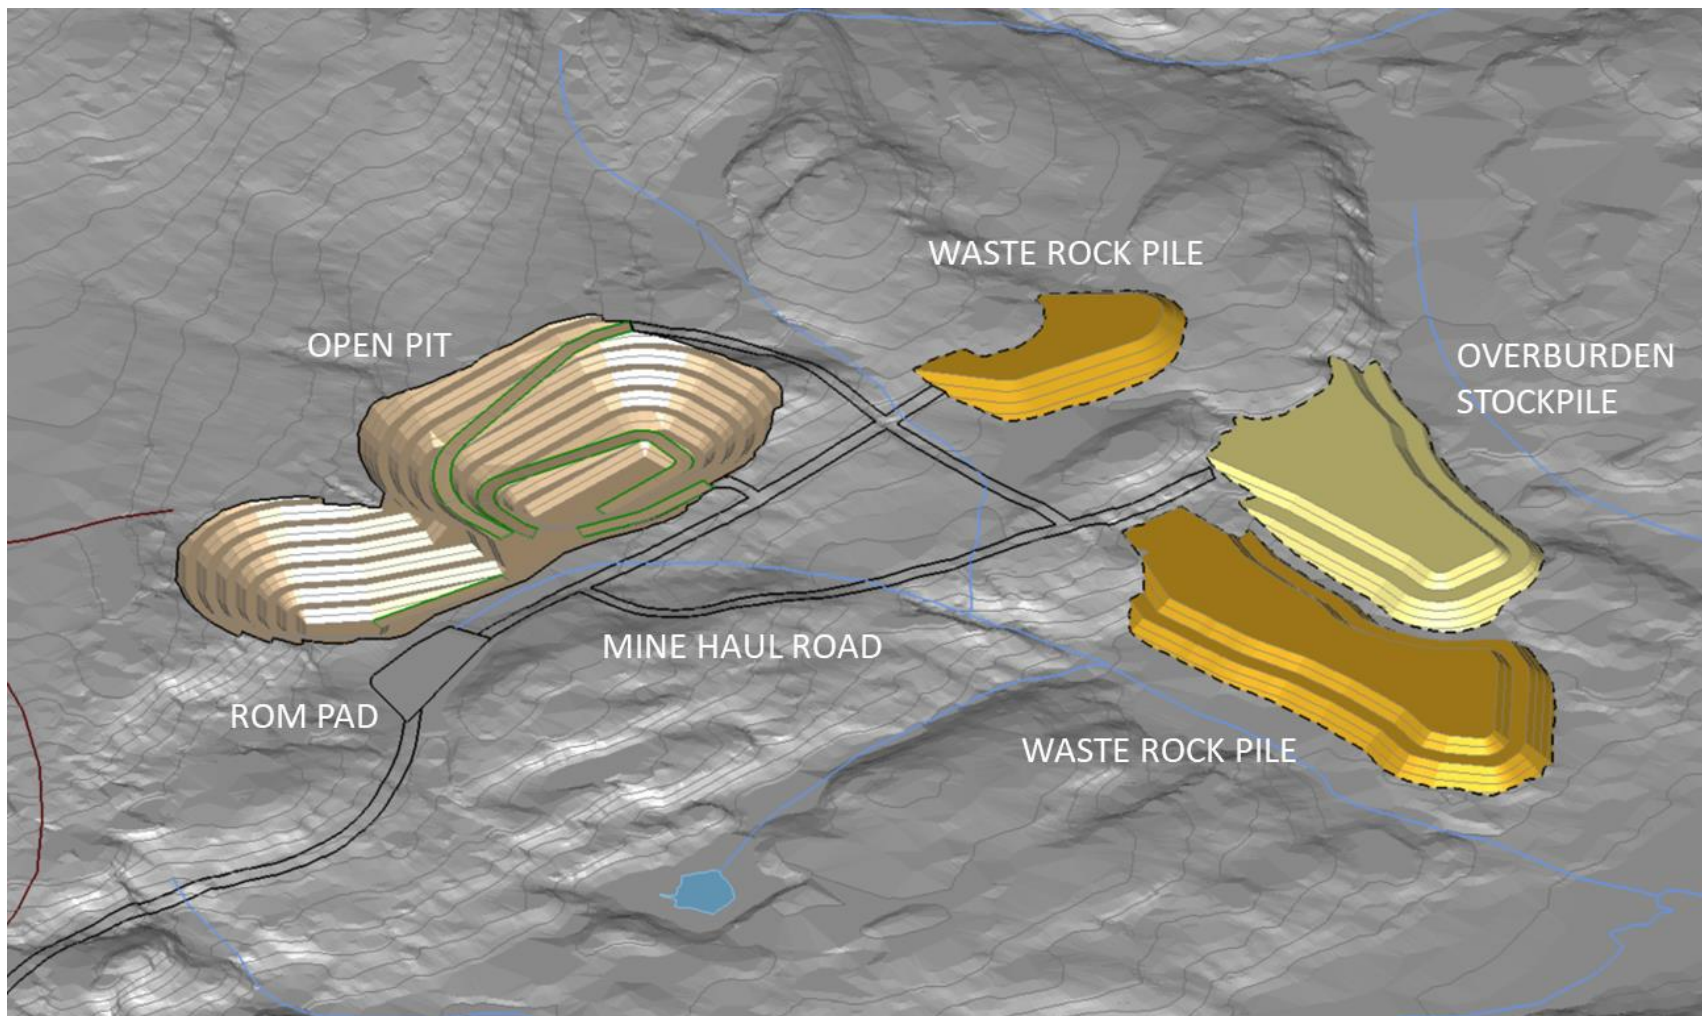 WASTE ROCK PILE
OPEN PIT
OVERBURDEN
STOCKPILE
MINE HAUL ROAD
ROM PAD
WASTE ROCK PILE